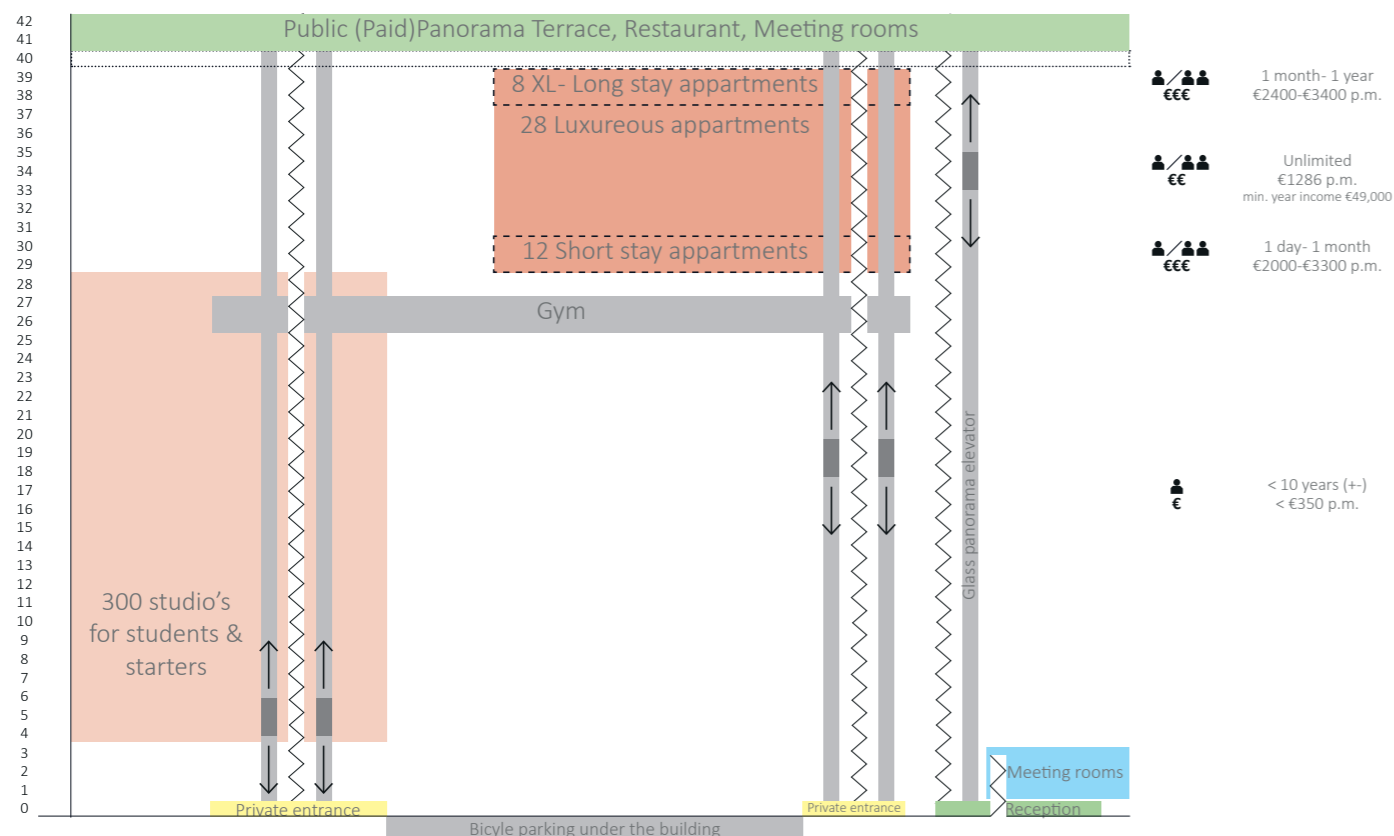 42
41
40
39
38
37
36
35
34
33
32
31
30
29
28
27
26
25
24
23
22
21
20
19
18
17
16
15
14
13
12
11
10
9
8
7
6
5
4
3
2
1
0
Public (Paid)Panorama Terrace, Restaurant, Meeting rooms
8 XL- Long stay appartments
28 Luxureous appartments
12 Short stay appartments
Gym
300 studio's
for students &
starters
Glass panorama elevator
Meeting rooms
Private entrance
Private entrance
Reception
Bicyle parking under the building
€€€
1 month- 1 year
€2400-€3400 p.m.
€€
Unlimited
€1286 p.m.
min. year income €49,000
€€€
1 day- 1 month
€2000-€3300 p.m.
€
< 10 years (+-)
< €350 p.m.